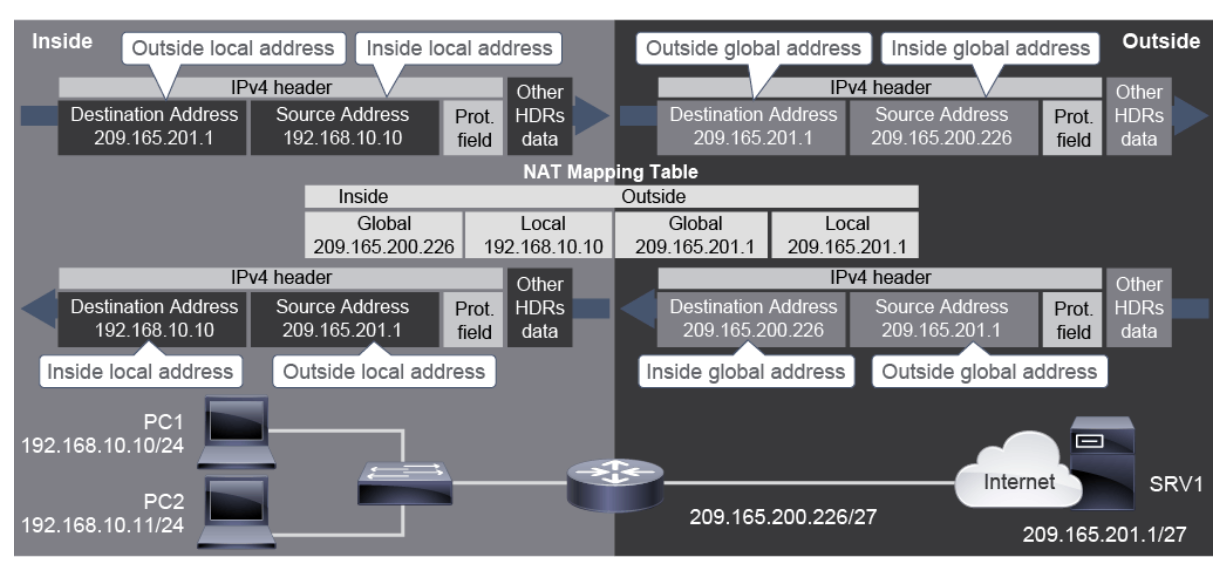 Inside
Outside local address
Inside local address
Outside global address
Inside global address
Outside
IPv4 header
Destination Address
209.165.201.1
Source Address
192.168.10.10
Prot.
field
Other
HDRs
data
IPv4 header
Destination Address
209.165.201.1
Source Address
209.165.200.226
Prot.
field
Other
HDRs
data
NAT Mapping Table
Inside
Outside
Global
209.165.200.226
Local
192.168.10.10
Global
209.165.201.1
Local
209.165.201.1
IPv4 header
Destination Address
192.168.10.10
Source Address
209.165.201.1
Prot.
field
Other
HDRs
data
IPv4 header
Destination Address
209.165.200.226
Source Address
209.165.201.1
Prot.
field
Other
HDRs
data
Inside local address
Outside local address
Inside global address
Outside global address
PC1
192.168.10.10/24
PC2
192.168.10.11/24
209.165.200.226/27
Internet
SRV1
209.165.201.1/27